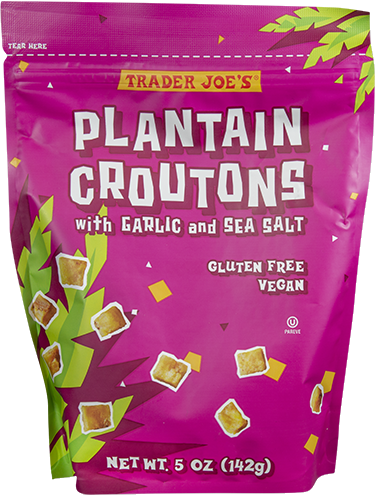 TEAR HERE
TRADER JOE'S®
PLANTAIN
CROUTONS
with GARLIC and SEA SALT
GLUTEN FREE
VEGAN
U
PAREVE
NET WT. 5 OZ (142g)